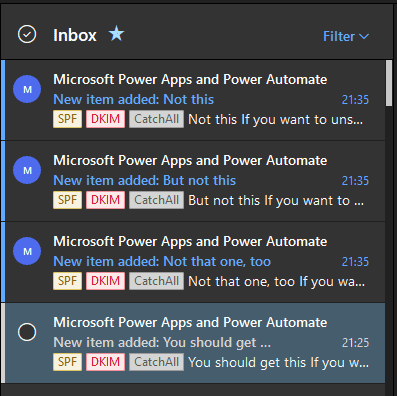 Inbox ★ Filter
Microsoft Power Apps and Power Automate
M
New item added: Not this 21:35
SPF DKIM CatchAll Not this If you want to uns...
Microsoft Power Apps and Power Automate
M
New item added: But not this 21:35
SPF DKIM CatchAll But not this If you want to ...
Microsoft Power Apps and Power Automate
M
New item added: Not that one, too 21:35
SPF DKIM CatchAll Not that one, too If you wa...
Microsoft Power Apps and Power Automate
New item added: You should get ... 21:25
SPF DKIM CatchAll You should get this If you w...